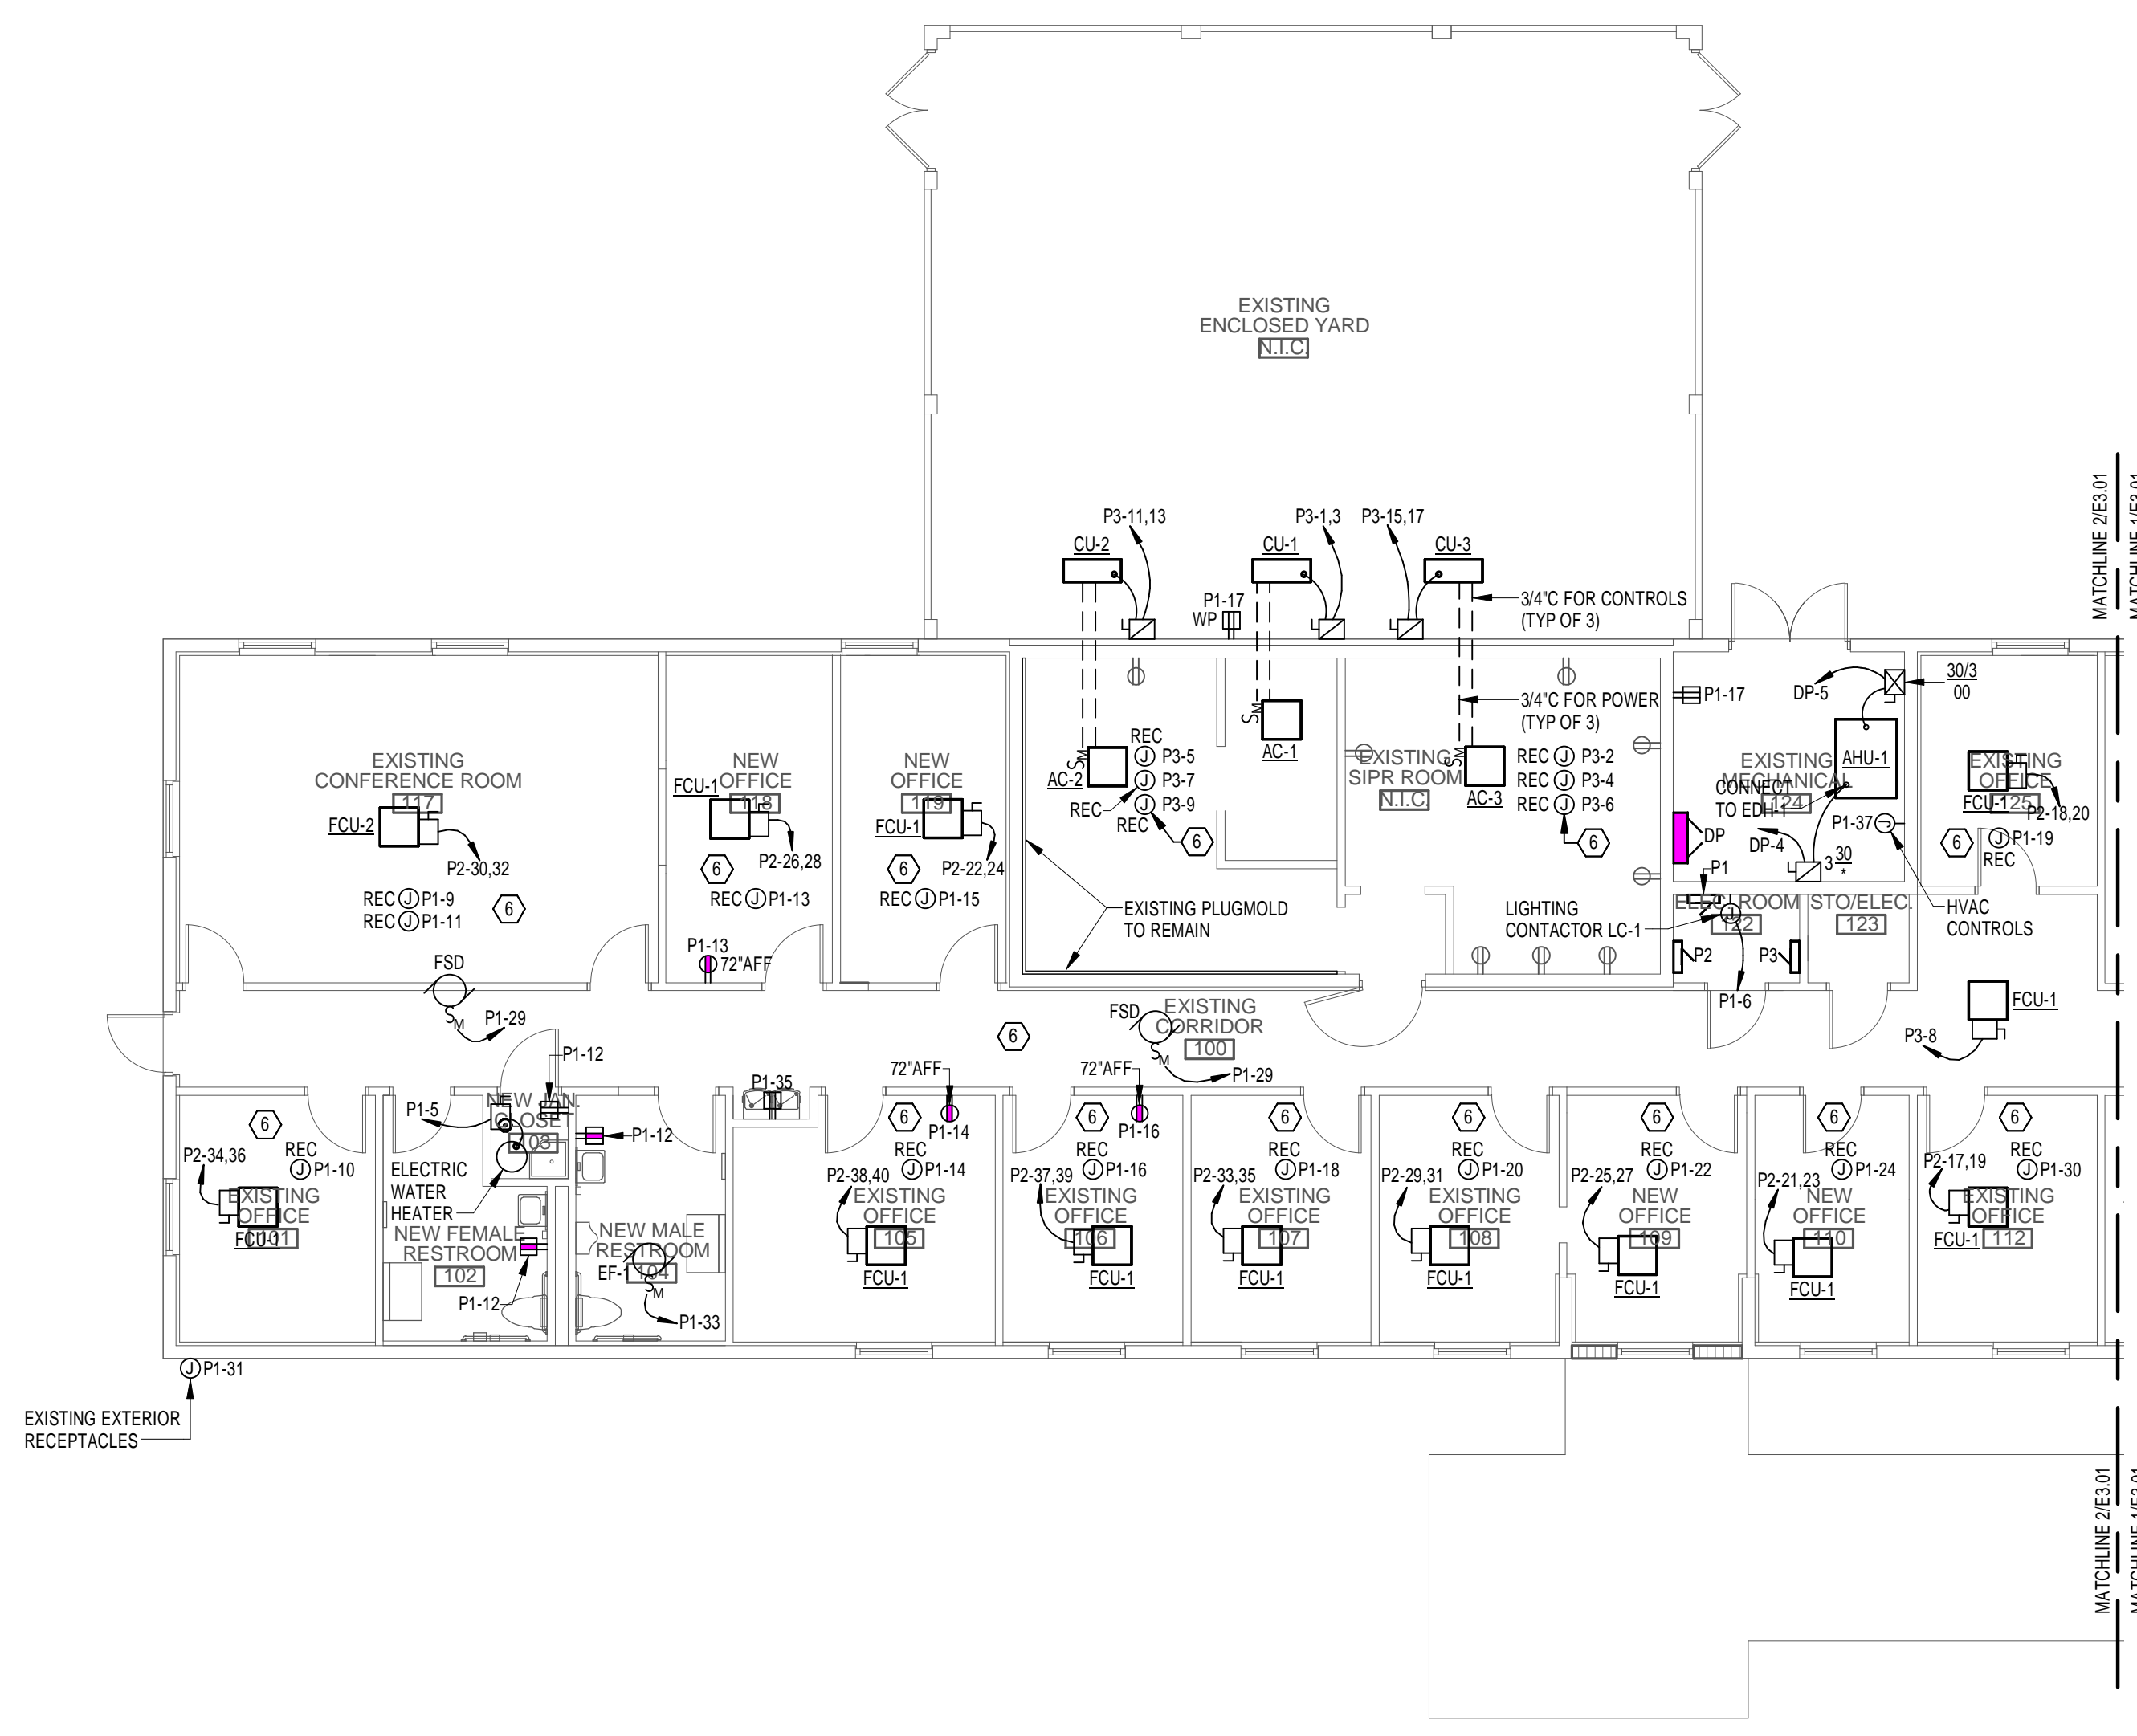 EXISTING
ENCLOSED YARD
N.I.C.
MATCHLINE 2/E3.01
P3-11,13
P3-1,3
P3-15,17
CU-2
CU-1
CU-3
P1-17
WP
3/4"C FOR CONTROLS
(TYP OF 3)
3/4"C FOR POWER
(TYP OF 3)
EXISTING
CONFERENCE ROOM
117
FCU-2
P2-30,32
REC J P1-9
REC J P1-11
6
NEW
OFFICE
118
FCU-1
P2-26,28
6
REC J P1-13
P1-13
72"AFF
NEW
OFFICE
119
FCU-1
P2-22,24
6
REC J P1-15
SM
AC-2
REC
J P3-5
J P3-7
REC
J P3-9
REC
6
SM
AC-1
EXISTING PLUGMOLD
TO REMAIN
EXISTING
SIPR ROOM
N.I.C.
SM
AC-3
REC J P3-2
REC J P3-4
REC J P3-6
6
LIGHTING
CONTACTOR LC-1
P1-17
DP-5
30/3
00
EXISTING
MECHANICAL
124
AHU-1
CONNECT
TO EDH-1
DP
DP-4
3
30
*
P1-37 J
HVAC
CONTROLS
P1
ELEC. ROOM
122
J
P2
P3
P1-6
STO/ELEC.
123
EXISTING
OFFICE
125
FCU-1
P2-18,20
6
J P1-19
REC
FSD
SM
P1-29
6
FSD
SM
P1-29
EXISTING
CORRIDOR
100
FCU-1
P3-8
6
REC
J P1-10
P2-34,36
EXISTING
OFFICE
101
FCU-1
P1-5
P1-12
NEW JAN.
CLOSET
103
ELECTRIC
WATER
HEATER
NEW FEMALE
RESTROOM
102
P1-12
P1-12
NEW MALE
RESTROOM
104
EF-1
SM
P1-33
P1-35
72"AFF
6
P1-14
REC
J P1-14
P2-38,40
EXISTING
OFFICE
105
FCU-1
72"AFF
6
P1-16
REC
J P1-16
P2-37,39
EXISTING
OFFICE
106
FCU-1
6
REC
J P1-18
P2-33,35
EXISTING
OFFICE
107
FCU-1
6
REC
J P1-20
P2-29,31
EXISTING
OFFICE
108
FCU-1
6
REC
J P1-22
P2-25,27
NEW
OFFICE
109
FCU-1
6
REC
J P1-24
P2-21,23
NEW
OFFICE
110
FCU-1
6
REC
J P1-30
P2-17,19
EXISTING
OFFICE
112
FCU-1
J P1-31
EXISTING EXTERIOR
RECEPTACLES
MATCHLINE 2/E3.01